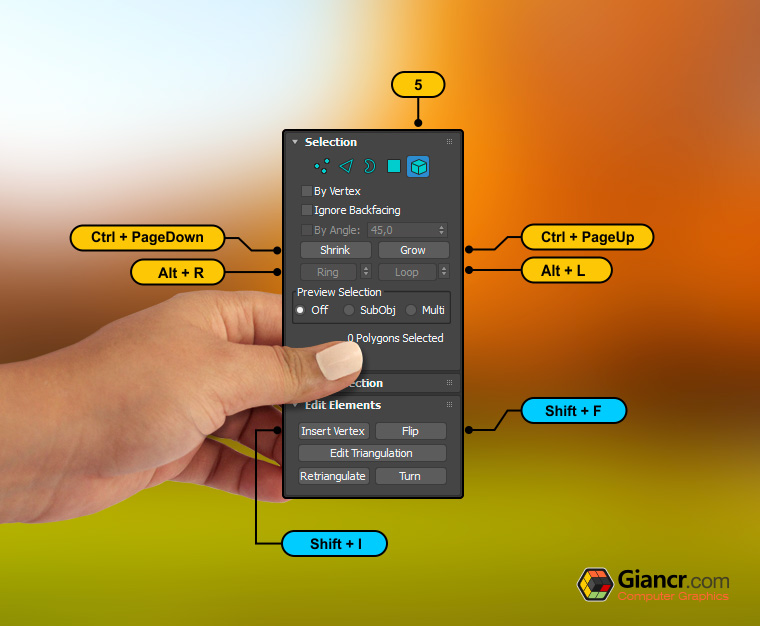 5
Selection
By Vertex
Ignore Backfacing
By Angle: 45,0
Ctrl + PageDown
Shrink Grow
Ctrl + PageUp
Alt + R
Ring Loop
Alt + L
Preview Selection
Off SubObj Multi
0 Polygons Selected
ection
Edit Elements
Shift + F
Insert Vertex Flip
Edit Triangulation
Retriangulate Turn
Shift + I
Giancr.com
Computer Graphics